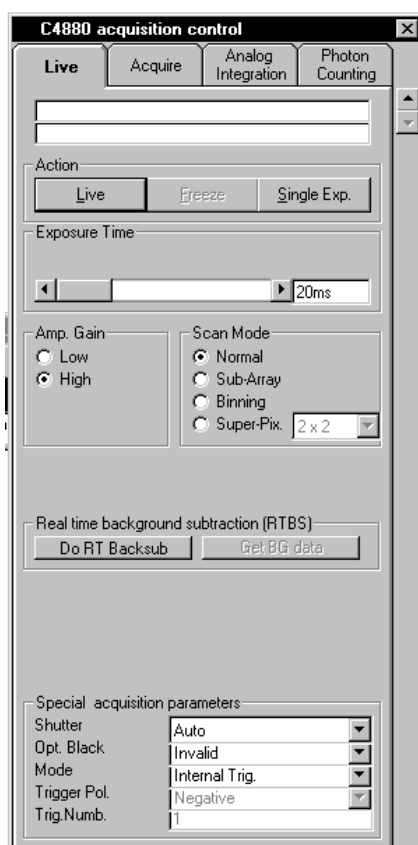 C4880 acquisition control
Live Acquire Analog Integration Photon Counting
Action
Live Freeze Single Exp.
Exposure Time
20ms
Amp. Gain
Low
High
Scan Mode
Normal
Sub-Array
Binning
Super-Pix. 2 x 2
Real time background subtraction (RTBS)
Do RT Backsub Get BG data
Special acquisition parameters
Shutter Auto
Opt. Black Invalid
Mode Internal Trig.
Trigger Pol. Negative
Trig.Numb. 1